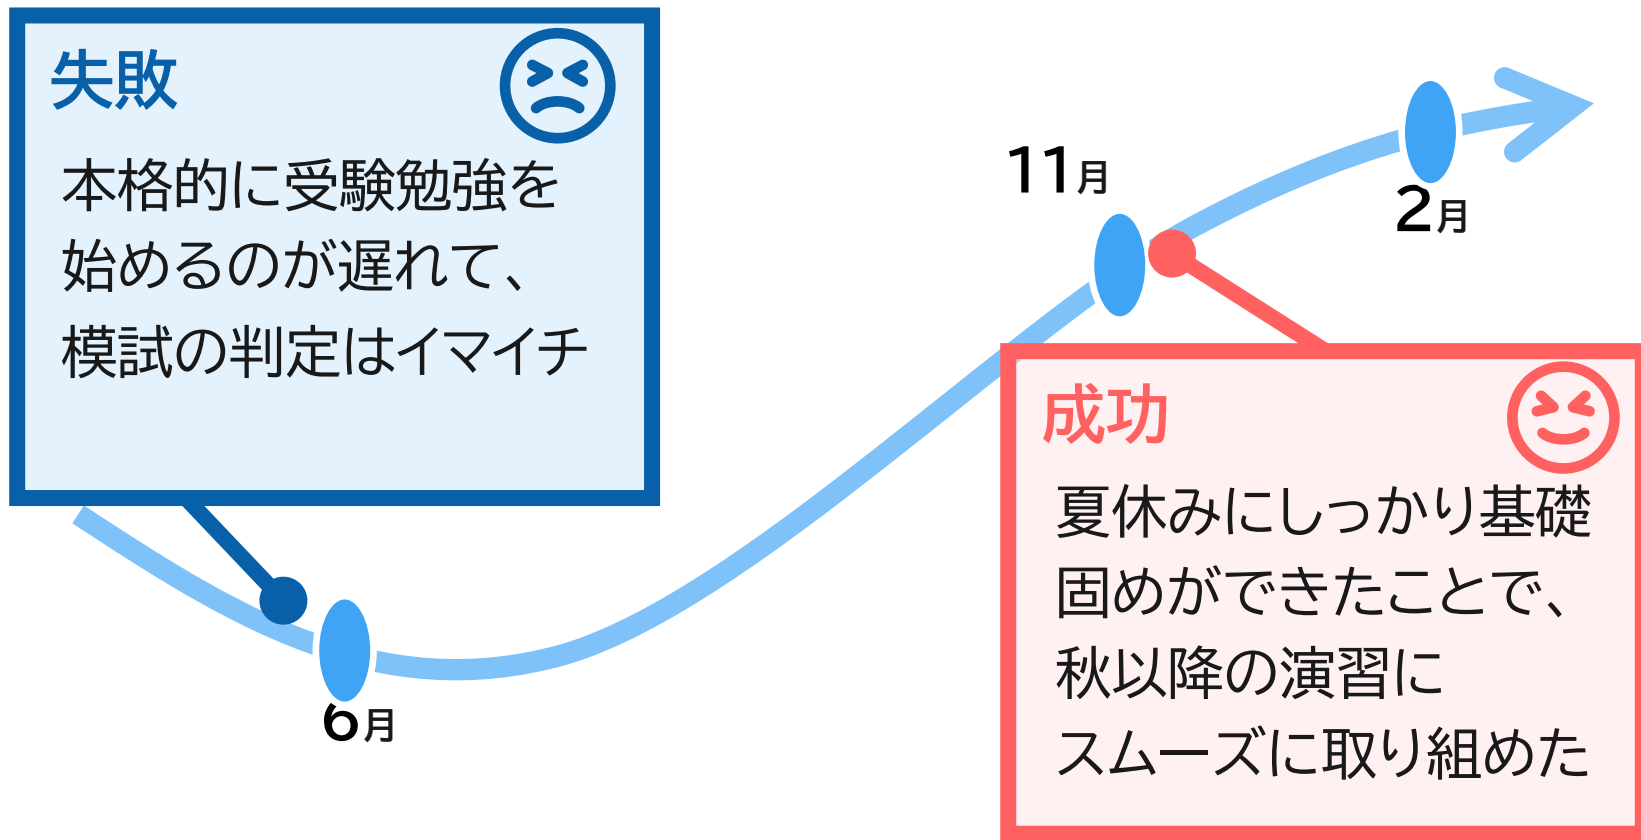 失敗
本格的に受験勉強を
始めるのが遅れて、
模試の判定はイマイチ
6月
11月
2月
成功
夏休みにしっかり基礎
固めができたことで、
秋以降の演習に
スムーズに取り組めた